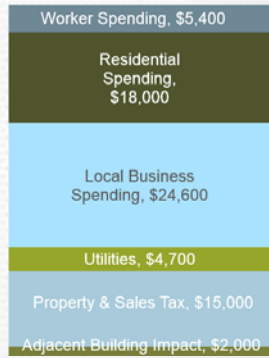 Worker Spending, $5,400
Residential
Spending,
$18,000
Local Business
Spending, $24,600
Utilities, $4,700
Property & Sales Tax, $15,000
Adjacent Building Impact, $2,000